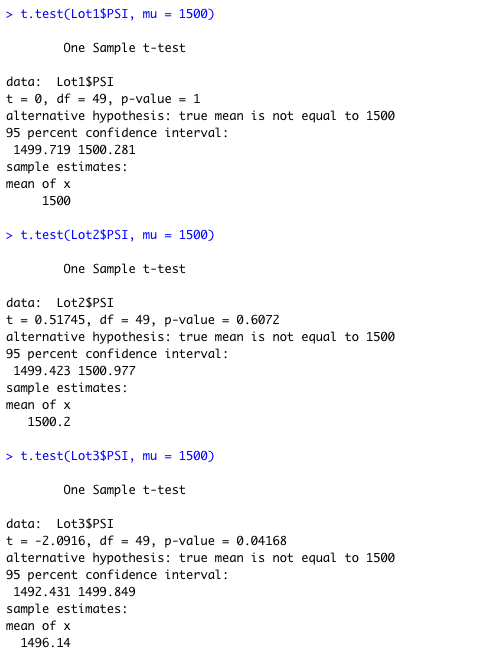 > t.test(Lot1$PSI, mu = 1500)
One Sample t-test
data:  Lot1$PSI
t = 0, df = 49, p-value = 1
alternative hypothesis: true mean is not equal to 1500
95 percent confidence interval:
1499.719 1500.281
sample estimates:
mean of x
1500
> t.test(Lot2$PSI, mu = 1500)
One Sample t-test
data:  Lot2$PSI
t = 0.51745, df = 49, p-value = 0.6072
alternative hypothesis: true mean is not equal to 1500
95 percent confidence interval:
1499.423 1500.977
sample estimates:
mean of x
1500.2
> t.test(Lot3$PSI, mu = 1500)
One Sample t-test
data:  Lot3$PSI
t = -2.0916, df = 49, p-value = 0.04168
alternative hypothesis: true mean is not equal to 1500
95 percent confidence interval:
1492.431 1499.849
sample estimates:
mean of x
1496.14